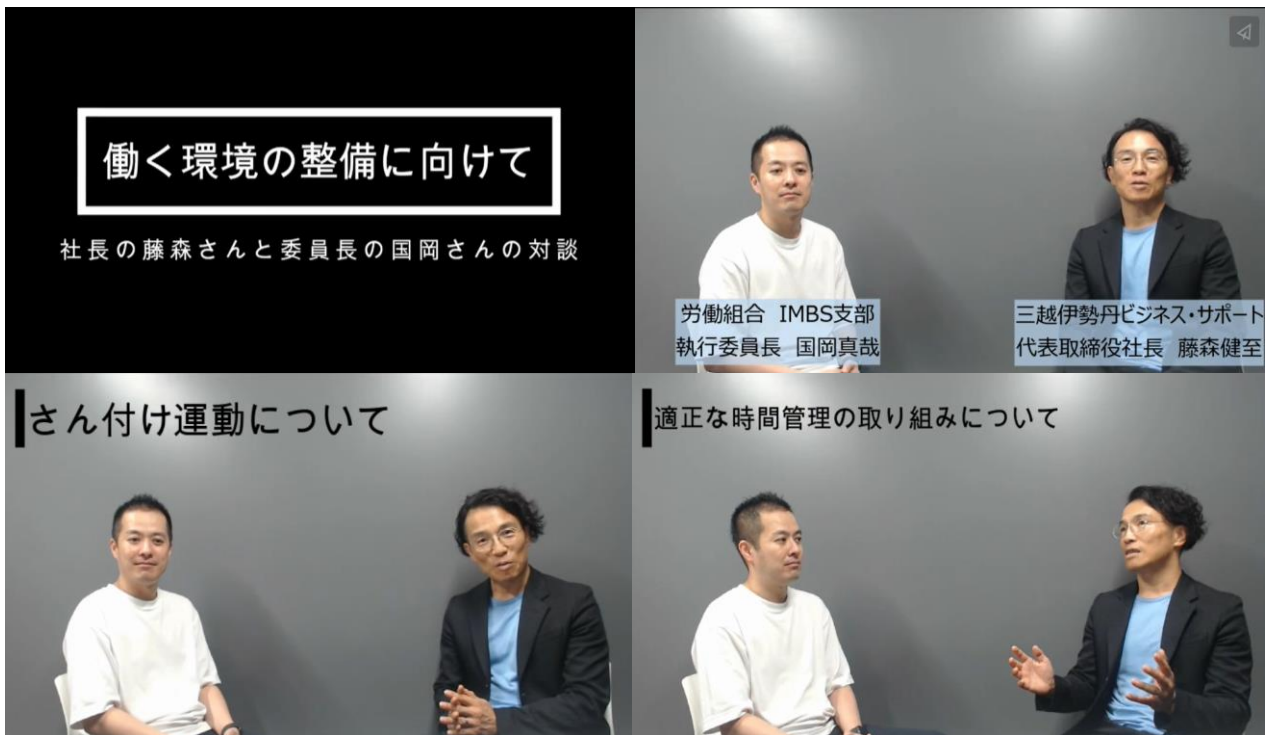 働く環境の整備に向けて
社長の藤森さんと委員長の国岡さんの対談
労働組合 IMBS支部
執行委員長 国岡真哉
三越伊勢丹ビジネス・サポート
代表取締役社長 藤森健至
さん付け運動について
適正な時間管理の取り組みについて